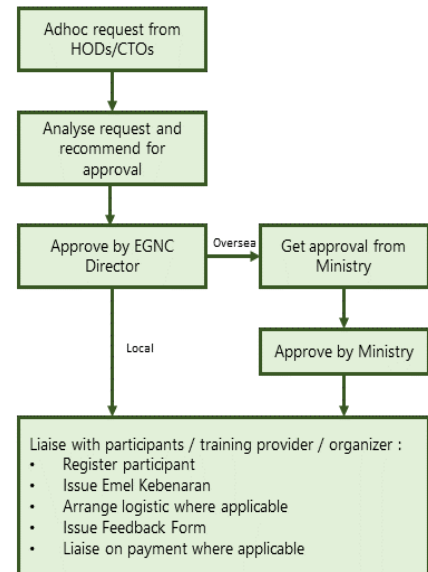 Adhoc request from
HODs/CTOs
Analyse request and
recommend for
approval
Approve by EGNC
Director
Oversea
Get approval from
Ministry
Local
Approve by Ministry
Liaise with participants / training provider / organizer :
• Register participant
• Issue Emel Kebenaran
• Arrange logistic where applicable
• Issue Feedback Form
• Liaise on payment where applicable